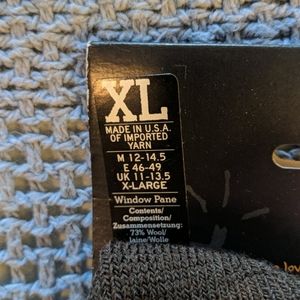 XL
MADE IN U.S.A.
OF IMPORTED
YARN
M 12-14.5
E 46-49
UK 11-13.5
X-LARGE
Window Pane
Contents/
Composition/
Zusammensetzung:
73% Wool/
laine/Wolle